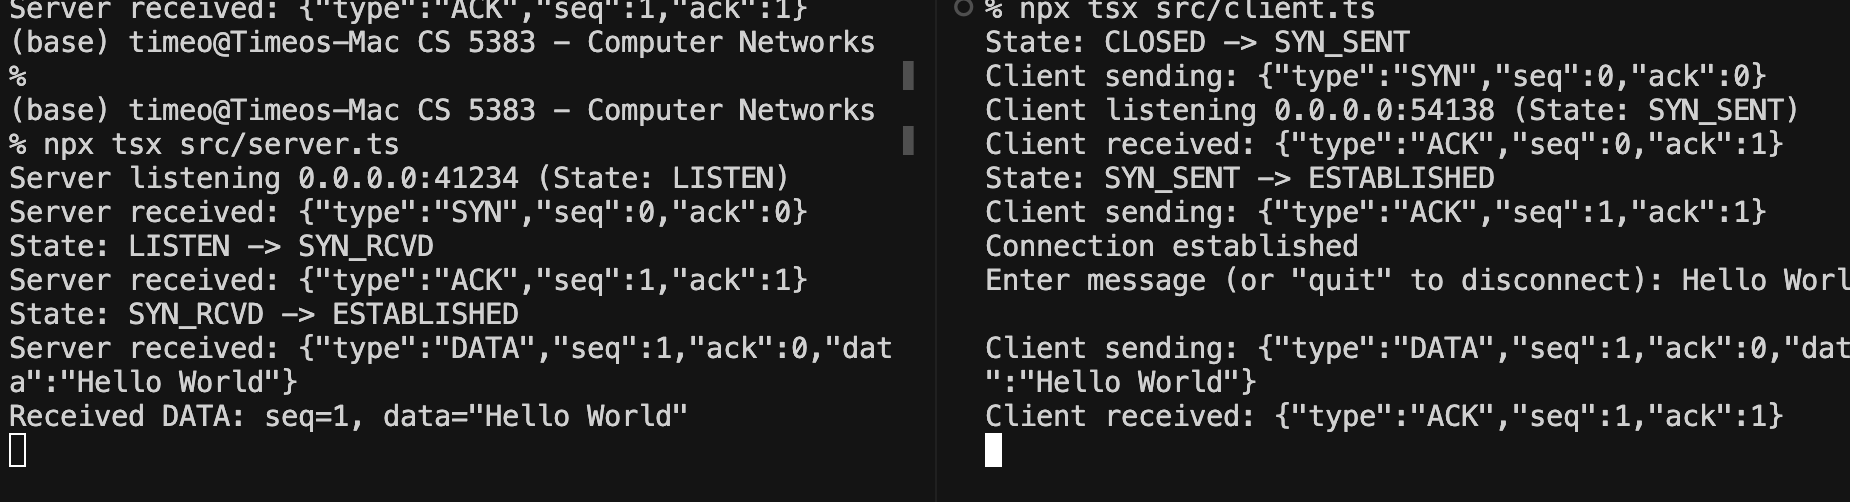 Server received: {"type":"ACK","seq":1,"ack":1}
(base) timeo@Timeos-Mac CS 5383 - Computer Networks
%
(base) timeo@Timeos-Mac CS 5383 - Computer Networks
% npx tsx src/server.ts
Server listening 0.0.0.0:41234 (State: LISTEN)
Server received: {"type":"SYN","seq":0,"ack":0}
State: LISTEN -> SYN_RCVD
Server received: {"type":"ACK","seq":1,"ack":1}
State: SYN_RCVD -> ESTABLISHED
Server received: {"type":"DATA","seq":1,"ack":0,"dat
a":"Hello World"}
Received DATA: seq=1, data="Hello World"
% npx tsx src/client.ts
State: CLOSED -> SYN_SENT
Client sending: {"type":"SYN","seq":0,"ack":0}
Client listening 0.0.0.0:54138 (State: SYN_SENT)
Client received: {"type":"ACK","seq":0,"ack":1}
State: SYN_SENT -> ESTABLISHED
Client sending: {"type":"ACK","seq":1,"ack":1}
Connection established
Enter message (or "quit" to disconnect): Hello Worl
Client sending: {"type":"DATA","seq":1,"ack":0,"dat
":"Hello World"}
Client received: {"type":"ACK","seq":1,"ack":1}